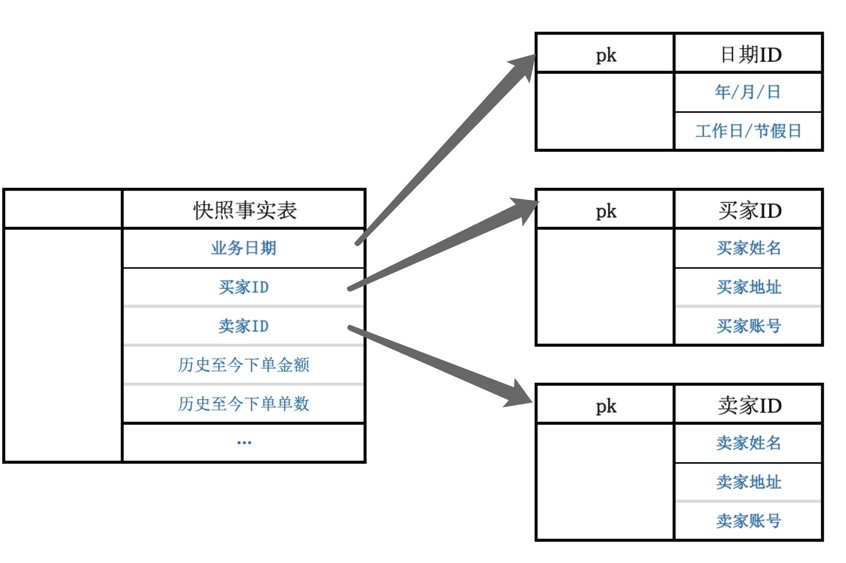 快照事实表
业务日期
买家ID
卖家ID
历史至今下单金额
历史至今下单单数
...
pk 日期ID
年/月/日
工作日/节假日
pk 买家ID
买家姓名
买家地址
买家账号
pk 卖家ID
卖家姓名
卖家地址
卖家账号